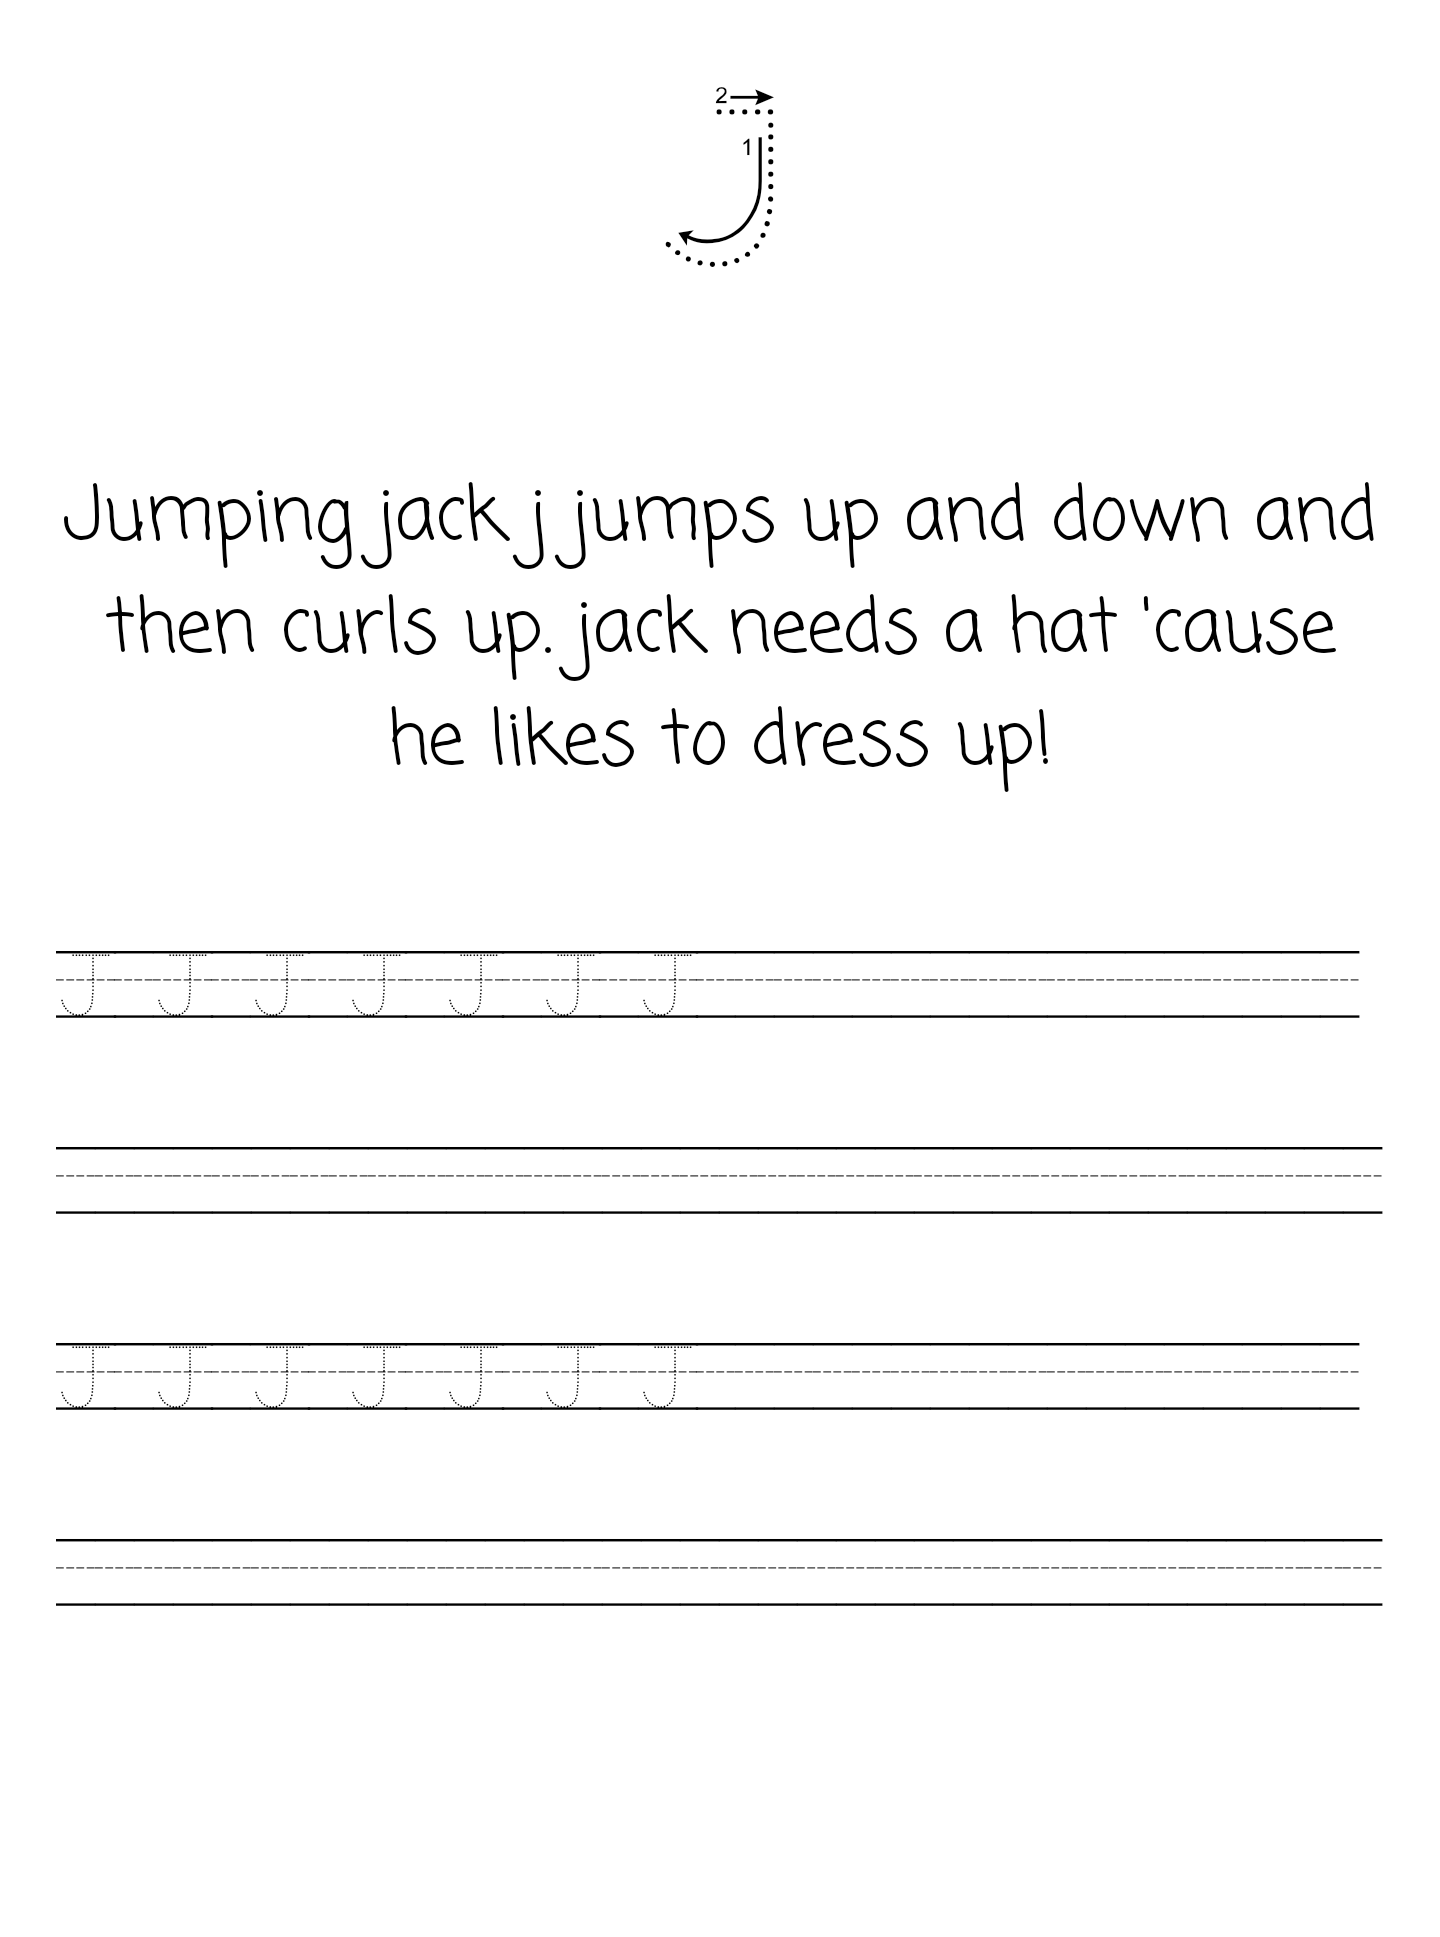 2
1
J
Jumping jack j jumps up and down and
then curls up. jack needs a hat 'cause
he likes to dress up!
J J J J J J J
J J J J J J J